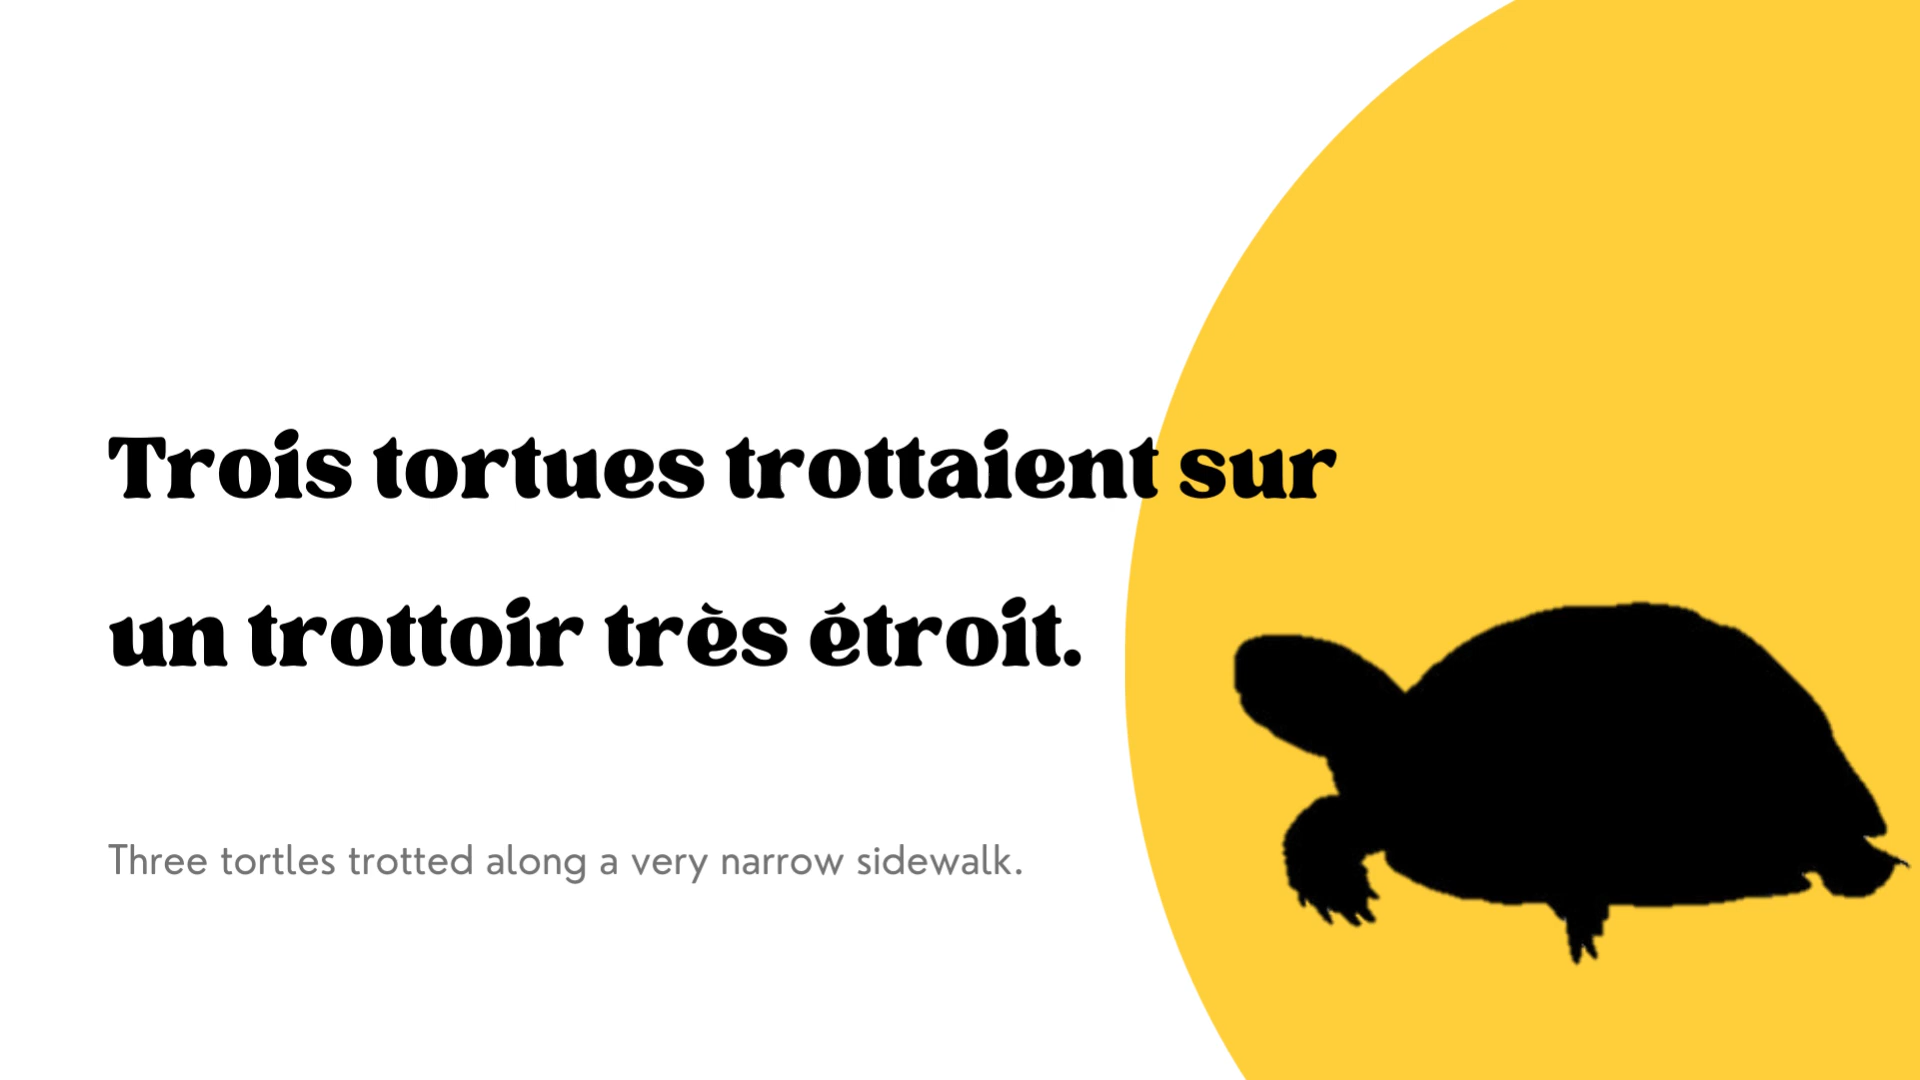 Trois tortues trottaient sur
un trottoir très étroit.
Three tortles trotted along a very narrow sidewalk.